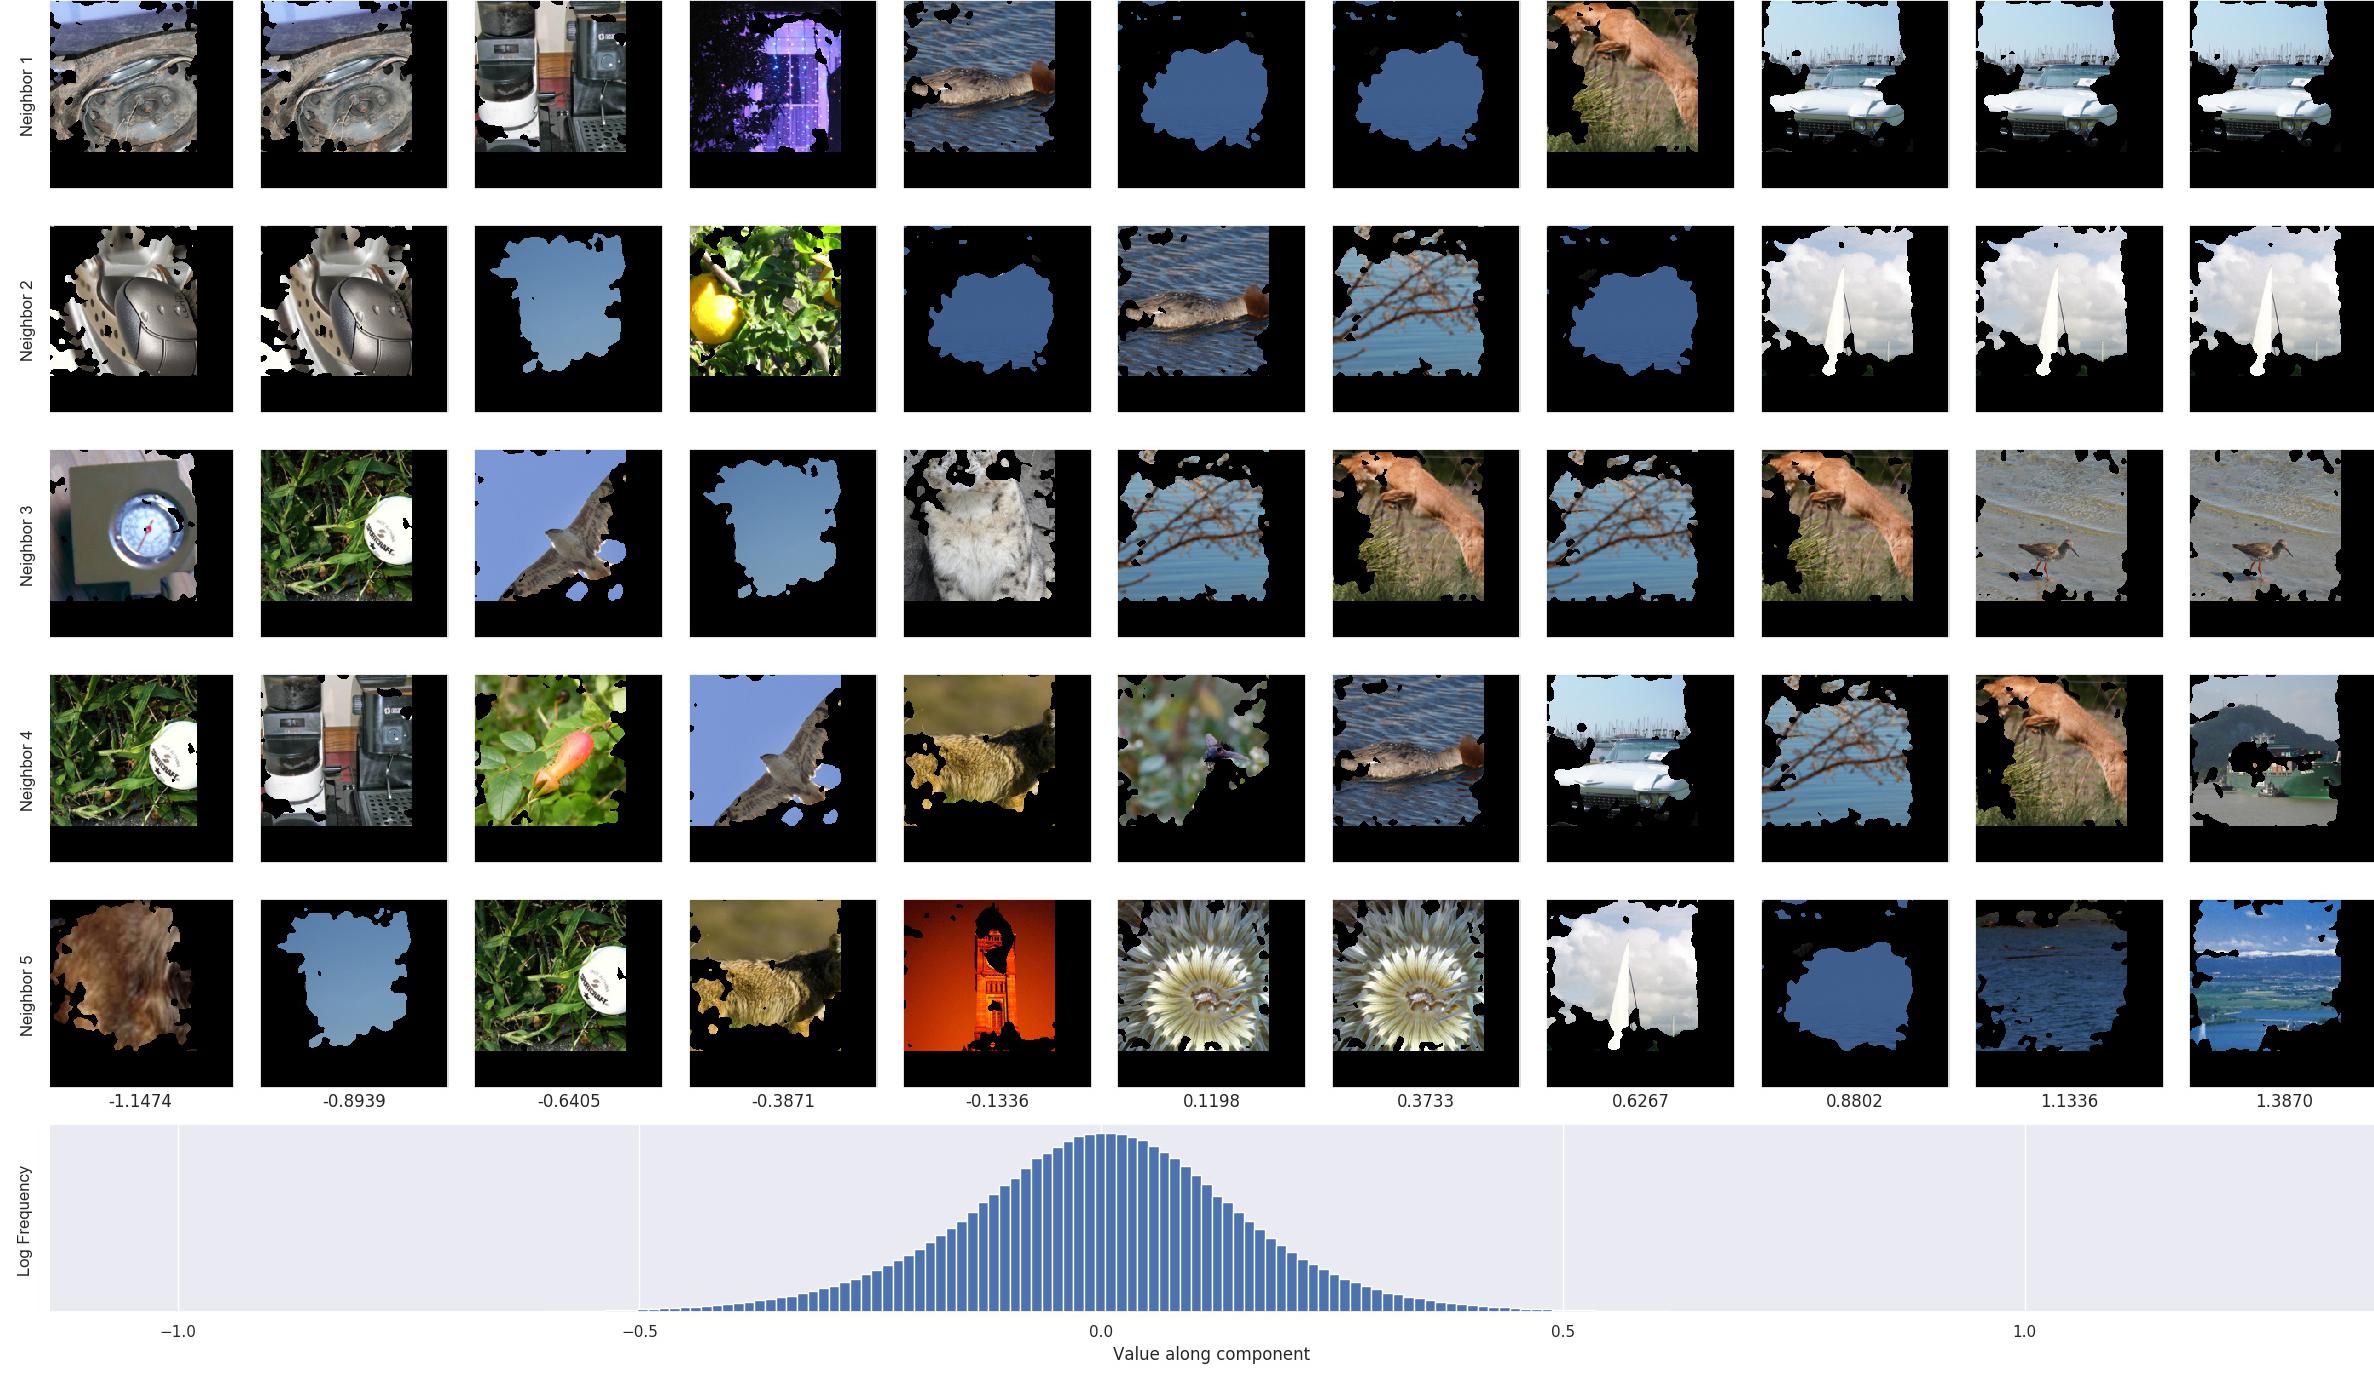 Neighbor 1
Neighbor 2
Neighbor 3
Neighbor 4
Neighbor 5
-1.1474 -0.8939 -0.6405 -0.3871 -0.1336 0.1198 0.3733 0.6267 0.8802 1.1336 1.3870
Log Frequency
−1.0 −0.5 0.0 0.5 1.0
Value along component